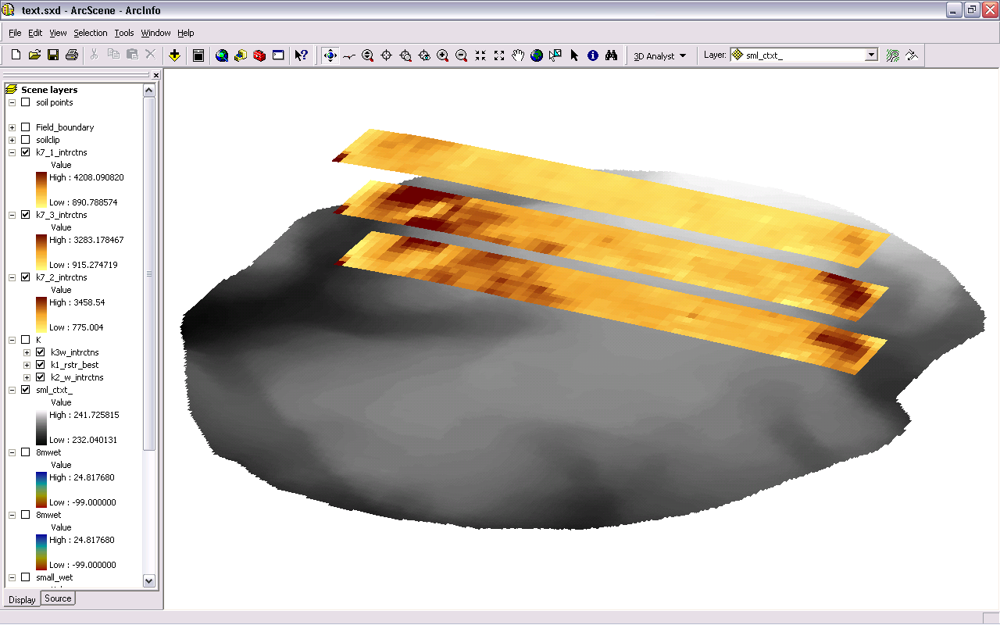 text.sxd - ArcScene - ArcInfo
File Edit View Selection Tools Window Help
3D Analyst Layer: sml_ctxt_
Scene layers
soil points
Field_boundary
soilclip
k7_1_intrctns
Value
High : 4208.090820
Low : 890.788574
k7_3_intrctns
Value
High : 3283.178467
Low : 915.274719
k7_2_intrctns
Value
High : 3458.54
Low : 775.004
K
k3w_intrctns
k1_rstr_best
k2_w_intrctns
sml_ctxt_
Value
High : 241.725815
Low : 232.040131
8mwet
Value
High : 24.817680
Low : -99.000000
8mwet
Value
High : 24.817680
Low : -99.000000
small_wet
Display Source